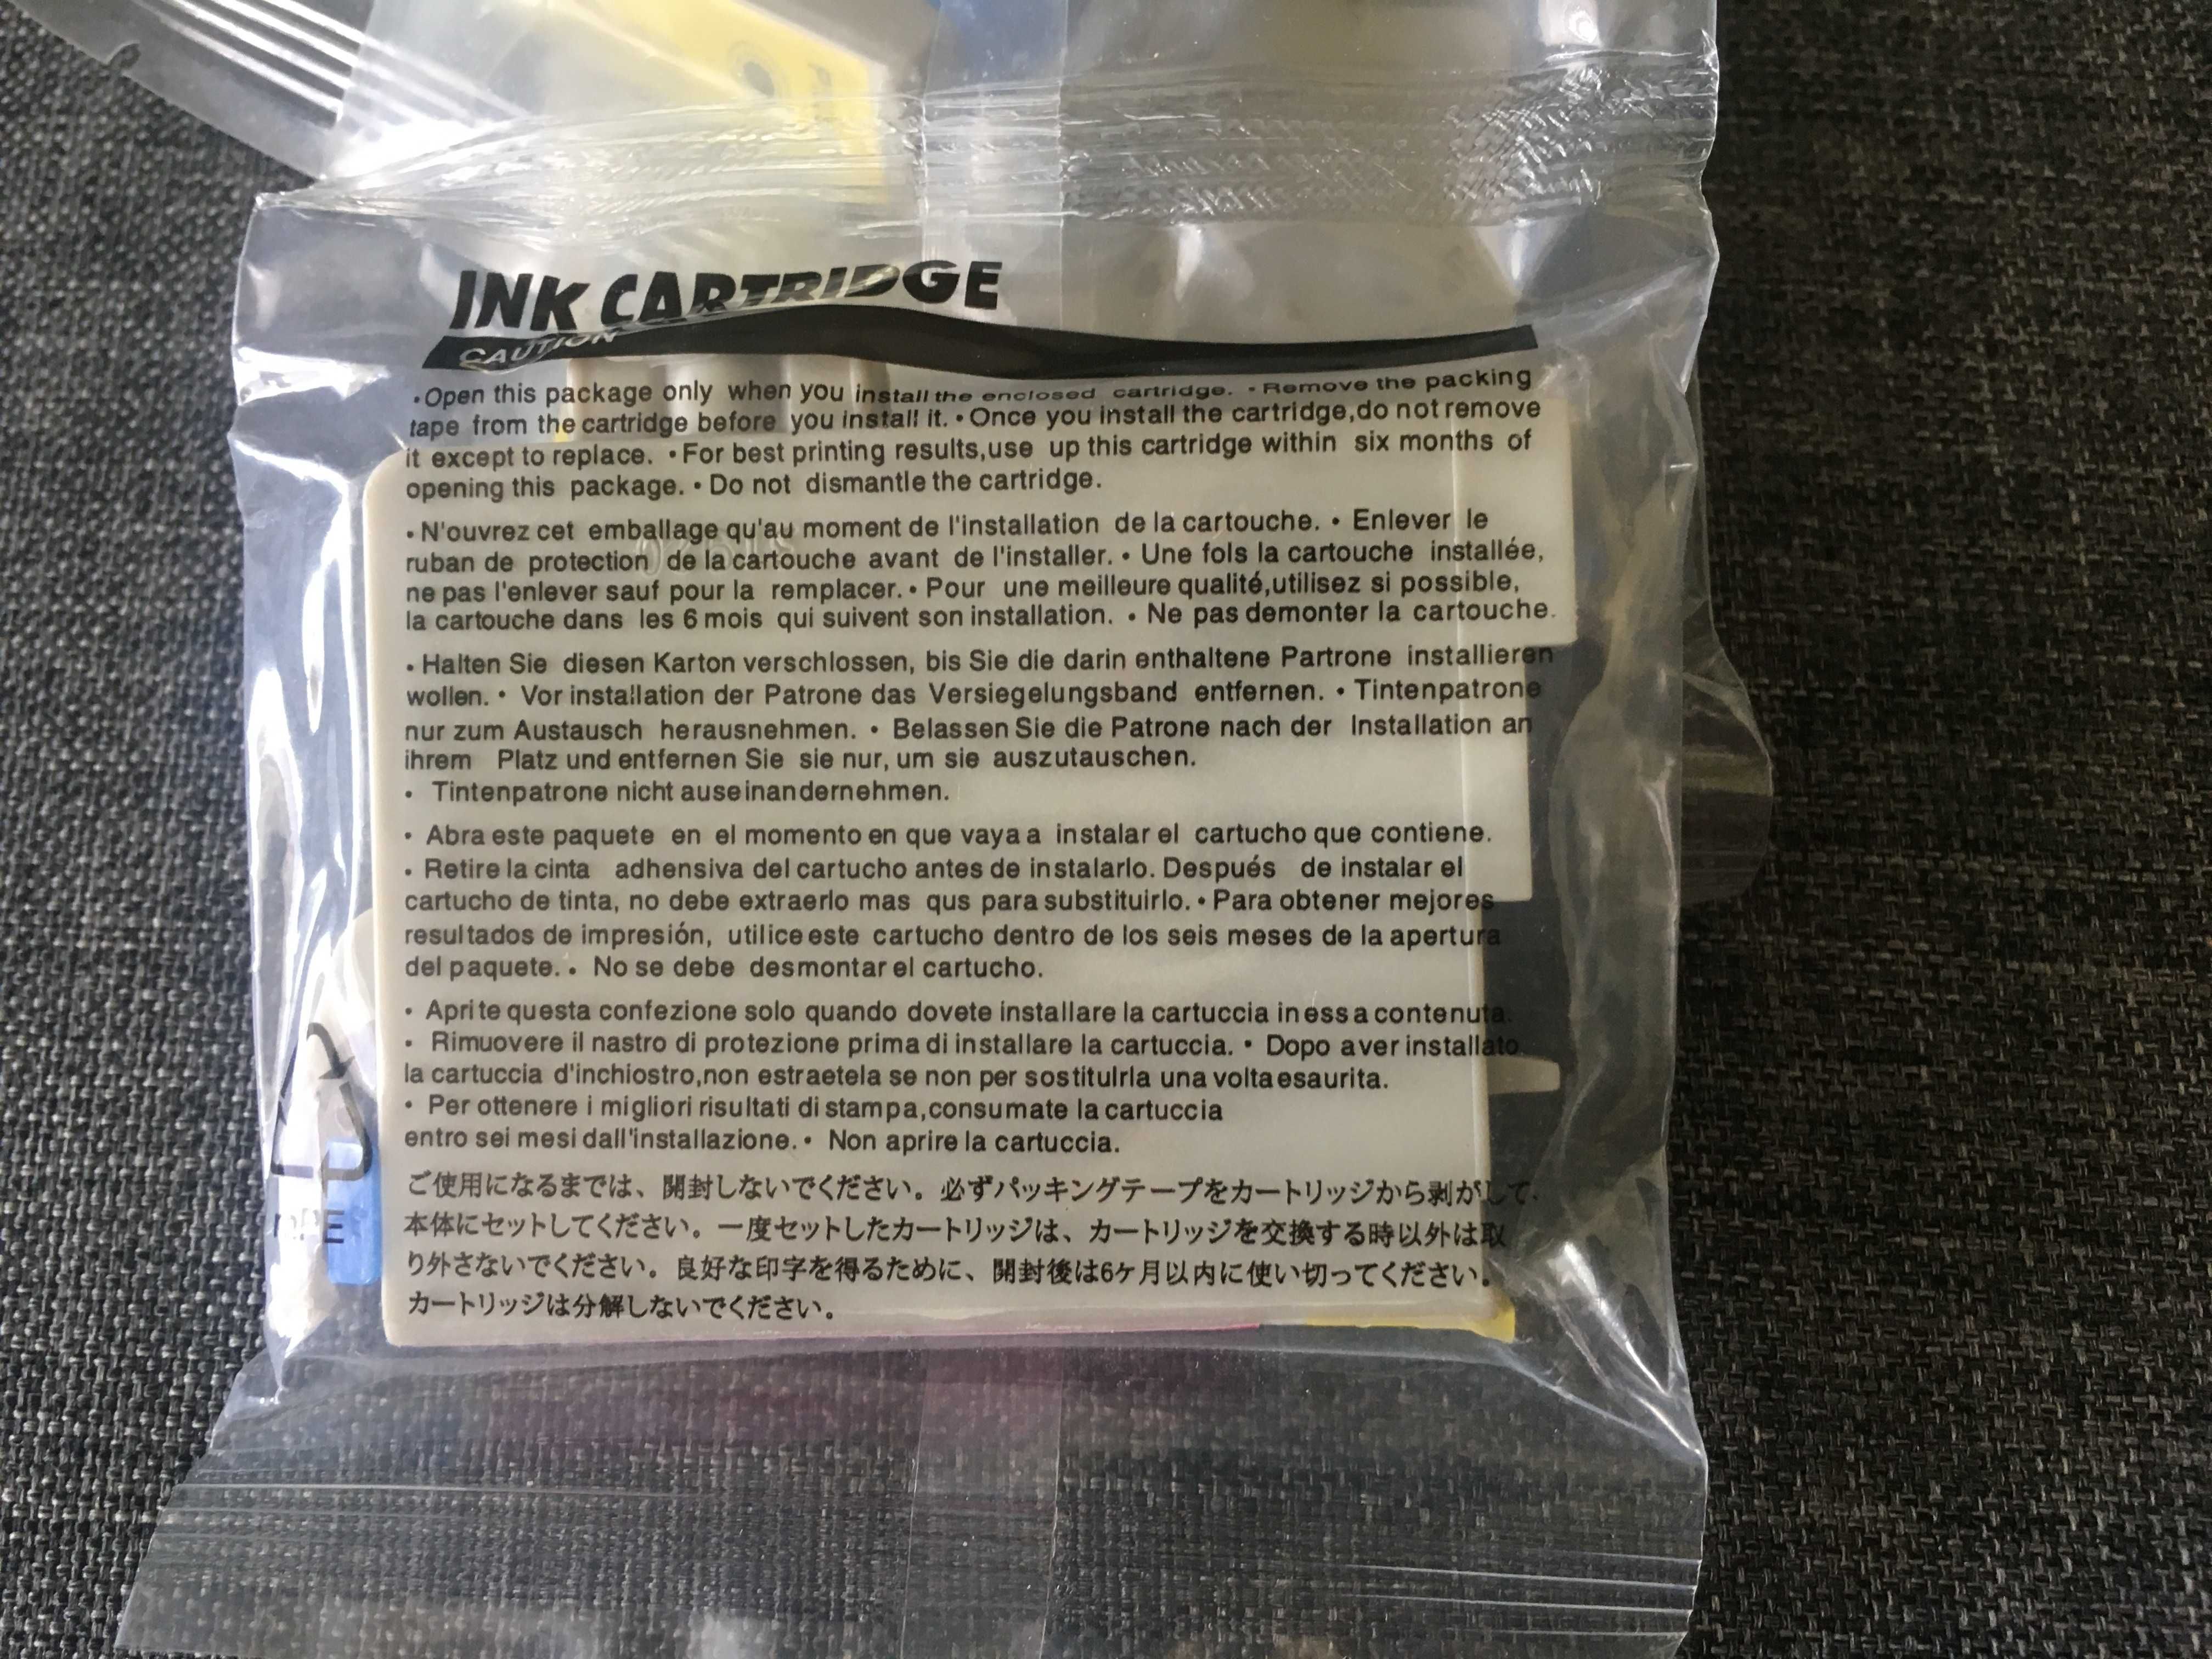 INK CARTRIDGE
CAUTION
•Open this package only when you install the enclosed cartridge. • Remove the packing
tape from the cartridge before you install it. • Once you install the cartridge,do not remove
it except to replace. • For best printing results,use up this cartridge within six months of
opening this package. • Do not dismantle the cartridge.
• N'ouvrez cet emballage qu'au moment de l'installation de la cartouche. • Enlever le
ruban de protection de la cartouche avant de l'installer. • Une fols la cartouche installée,
ne pas l'enlever sauf pour la remplacer. • Pour une meilleure qualité,utilisez si possible,
la cartouche dans les 6 mois qui suivent son installation. • Ne pas demonter la cartouche.
• Halten Sie diesen Karton verschlossen, bis Sie die darin enthaltene Partrone installieren
wollen. • Vor installation der Patrone das Versiegelungsband entfernen. • Tintenpatrone
nur zum Austausch herausnehmen. • Belassen Sie die Patrone nach der Installation an
ihrem Platz und entfernen Sie sie nur, um sie auszutauschen.
• Tintenpatrone nicht auseinandernehmen.
• Abra este paquete en el momento en que vaya a instalar el cartucho que contiene.
• Retire la cinta adhensiva del cartucho antes de instalarlo. Después de instalar el
cartucho de tinta, no debe extraerlo mas qus para substituirlo. • Para obtener mejores
resultados de impresión, utilice este cartucho dentro de los seis meses de la apertura
del paquete. • No se debe desmontar el cartucho.
• Aprite questa confezione solo quando dovete installare la cartuccia in essa contenuta.
• Rimuovere il nastro di protezione prima di installare la cartuccia. • Dopo aver installato
la cartuccia d'inchiostro,non estraetela se non per sostitulrla una volta esaurita.
• Per ottenere i migliori risultati di stampa,consumate la cartuccia
entro sei mesi dall'installazione. • Non aprire la cartuccia.
ご使用になるまでは、開封しないでください。必ずパッキングテープをカートリッジから剥がして、
本体にセットしてください。一度セットしたカートリッジは、カートリッジを交換する時以外は取
り外さないでください。良好な印字を得るために、開封後は6ケ月以内に使い切ってください。
カートリッジは分解しないでください。